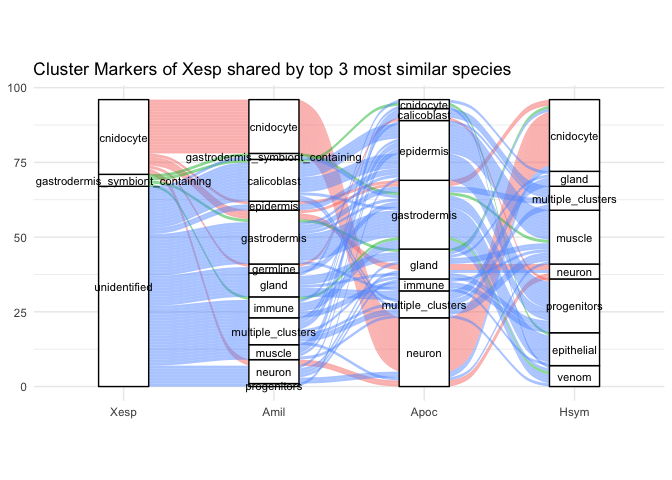 Cluster Markers of Xesp shared by top 3 most similar species
100
75
50
25
0
cnidocyte
gastrodermis_symbiont_containing
unidentified
cnidocyte
gastrodermis_symbiont_containing
calicoblast
epidermis
gastrodermis
germline
gland
immune
multiple_clusters
muscle
neuron
progenitors
cnidocyte
calicoblast
epidermis
gastrodermis
gland
immune
multiple_clusters
neuron
cnidocyte
gland
multiple_clusters
muscle
neuron
progenitors
epithelial
venom
Xesp
Amil
Apoc
Hsym